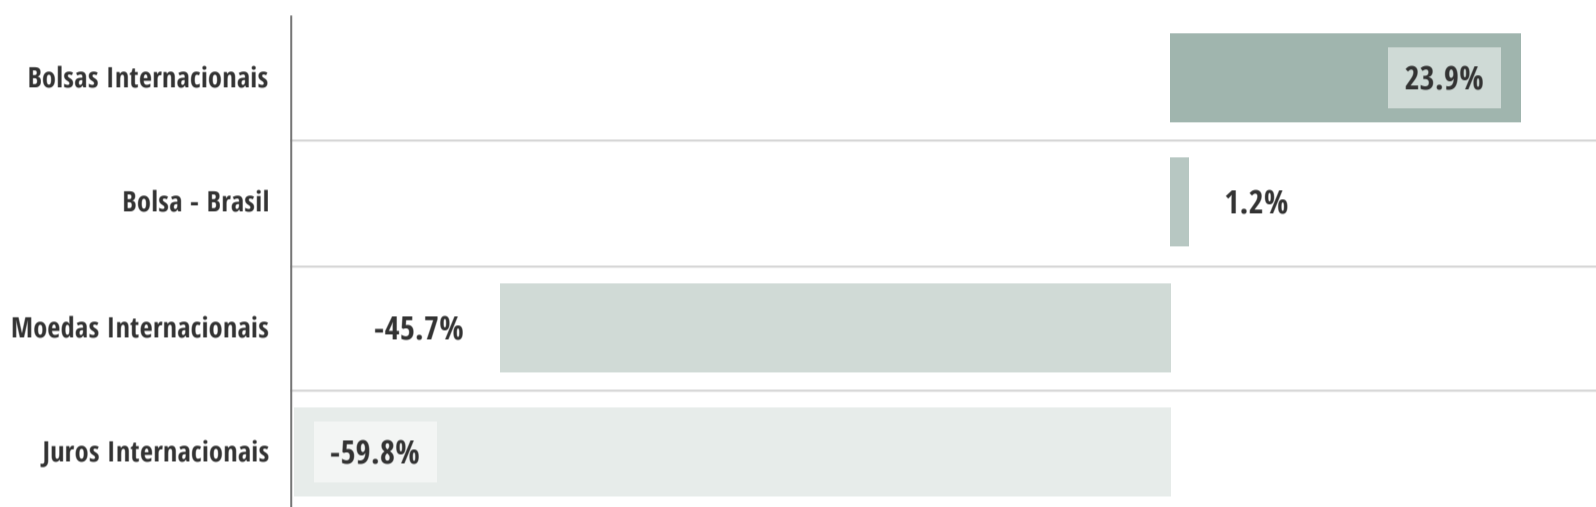 Bolsas Internacionais 23.9%
Bolsa - Brasil 1.2%
Moedas Internacionais -45.7%
Juros Internacionais -59.8%